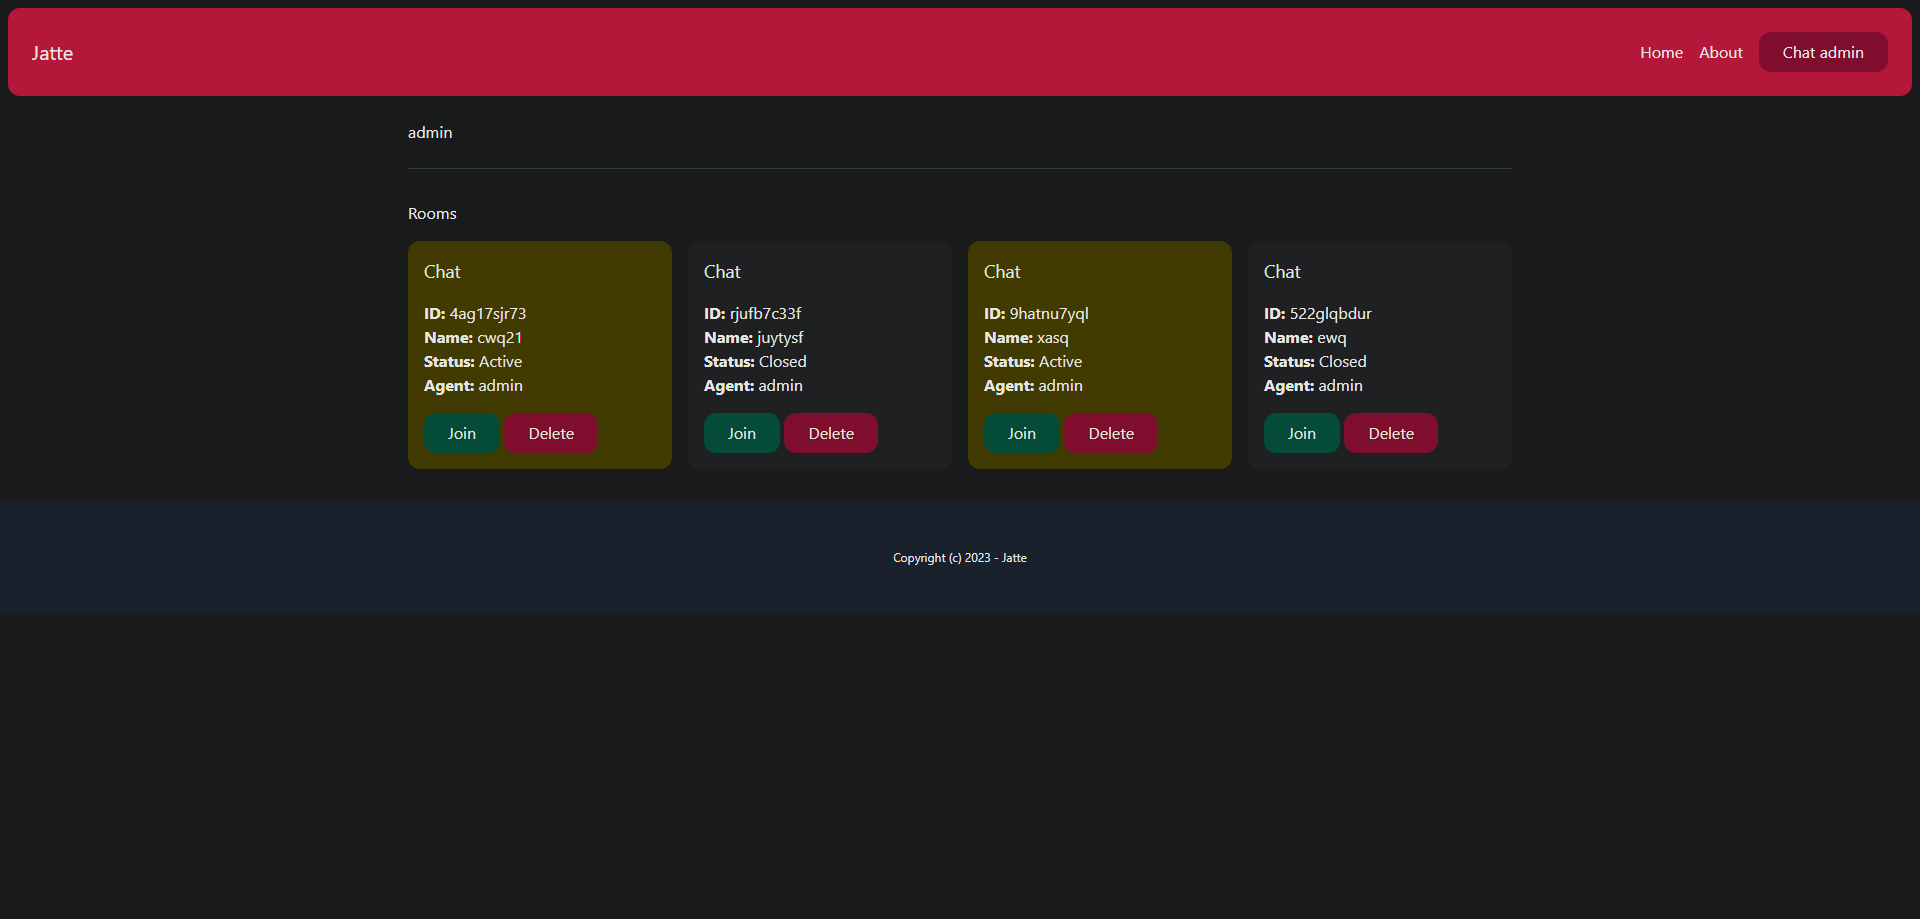 Jatte
Home About Chat admin
admin
Rooms
Chat
ID: 4ag17sjr73
Name: cwq21
Status: Active
Agent: admin
Join Delete
Chat
ID: rjufb7c33f
Name: juytysf
Status: Closed
Agent: admin
Join Delete
Chat
ID: 9hatnu7yql
Name: xasq
Status: Active
Agent: admin
Join Delete
Chat
ID: 522glqbdur
Name: ewq
Status: Closed
Agent: admin
Join Delete
Copyright (c) 2023 - Jatte